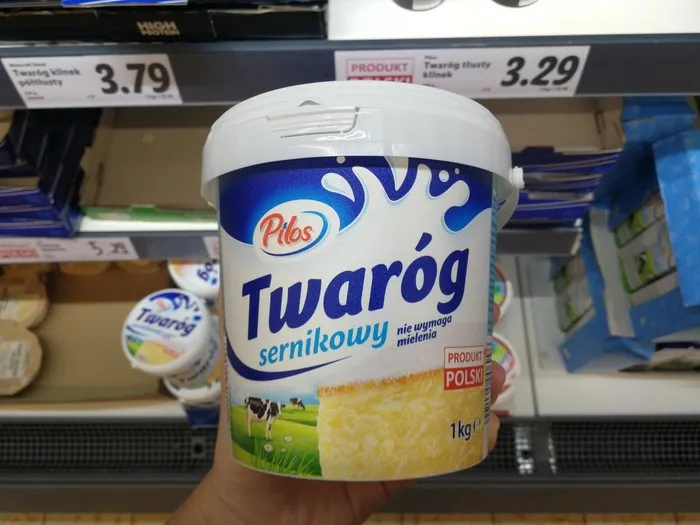 HIGH
PROTEIN
Twaróg klinek
półtłusty
3.79
PRODUKT
POLSKI
Twaróg tłusty
klinek
3.29
5.29
Pilos
Twaróg
sernikowy
nie wymaga
mielenia
PRODUKT
POLSKI
1kg e
Twaróg